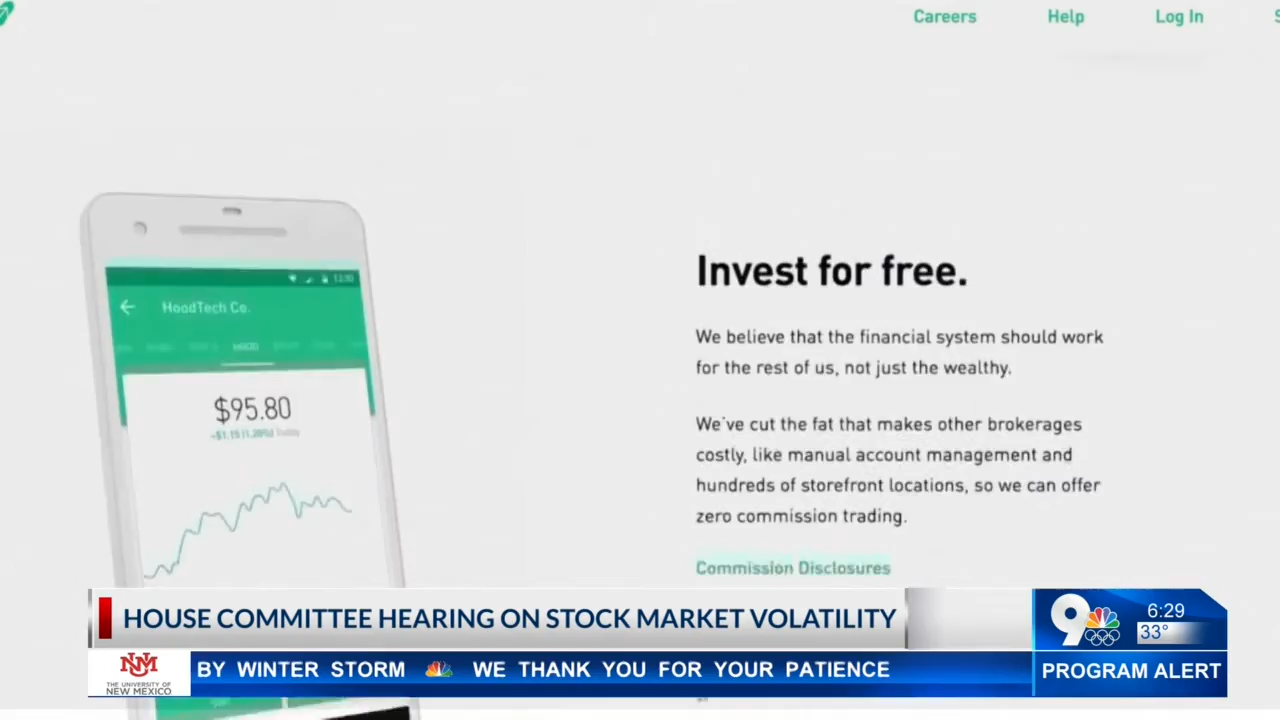 Careers
Help
Log In
HoodTech Co.
$95.80
Invest for free.
We believe that the financial system should work
for the rest of us, not just the wealthy.
We've cut the fat that makes other brokerages
costly, like manual account management and
hundreds of storefront locations, so we can offer
zero commission trading.
Commission Disclosures
HOUSE COMMITTEE HEARING ON STOCK MARKET VOLATILITY
9
6:29
33°
UNM
THE UNIVERSITY OF
NEW MEXICO
BY WINTER STORM
WE THANK YOU FOR YOUR PATIENCE
PROGRAM ALERT